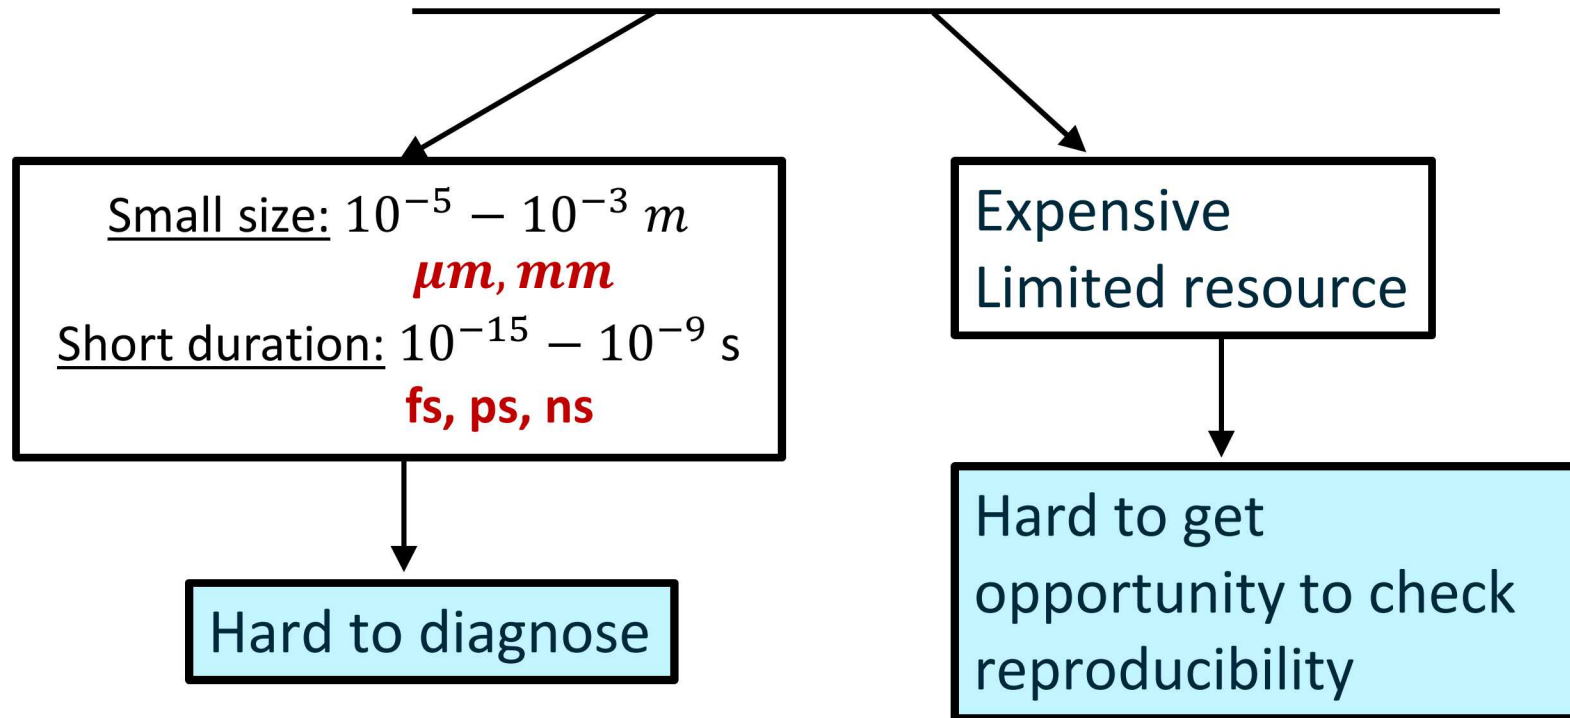 Small size: 10⁻⁵ − 10⁻³ m
μm, mm
Short duration: 10⁻¹⁵ − 10⁻⁹ s
fs, ps, ns
Hard to diagnose
Expensive
Limited resource
Hard to get
opportunity to check
reproducibility